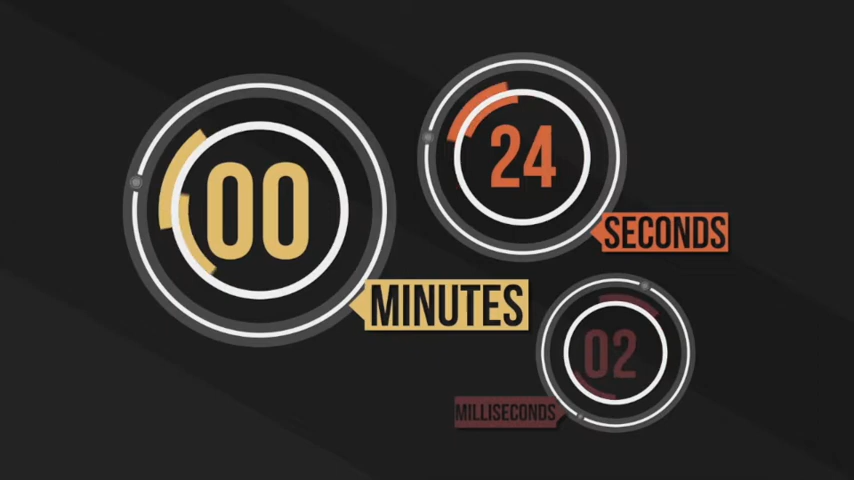 00
MINUTES
24
SECONDS
02
MILLISECONDS